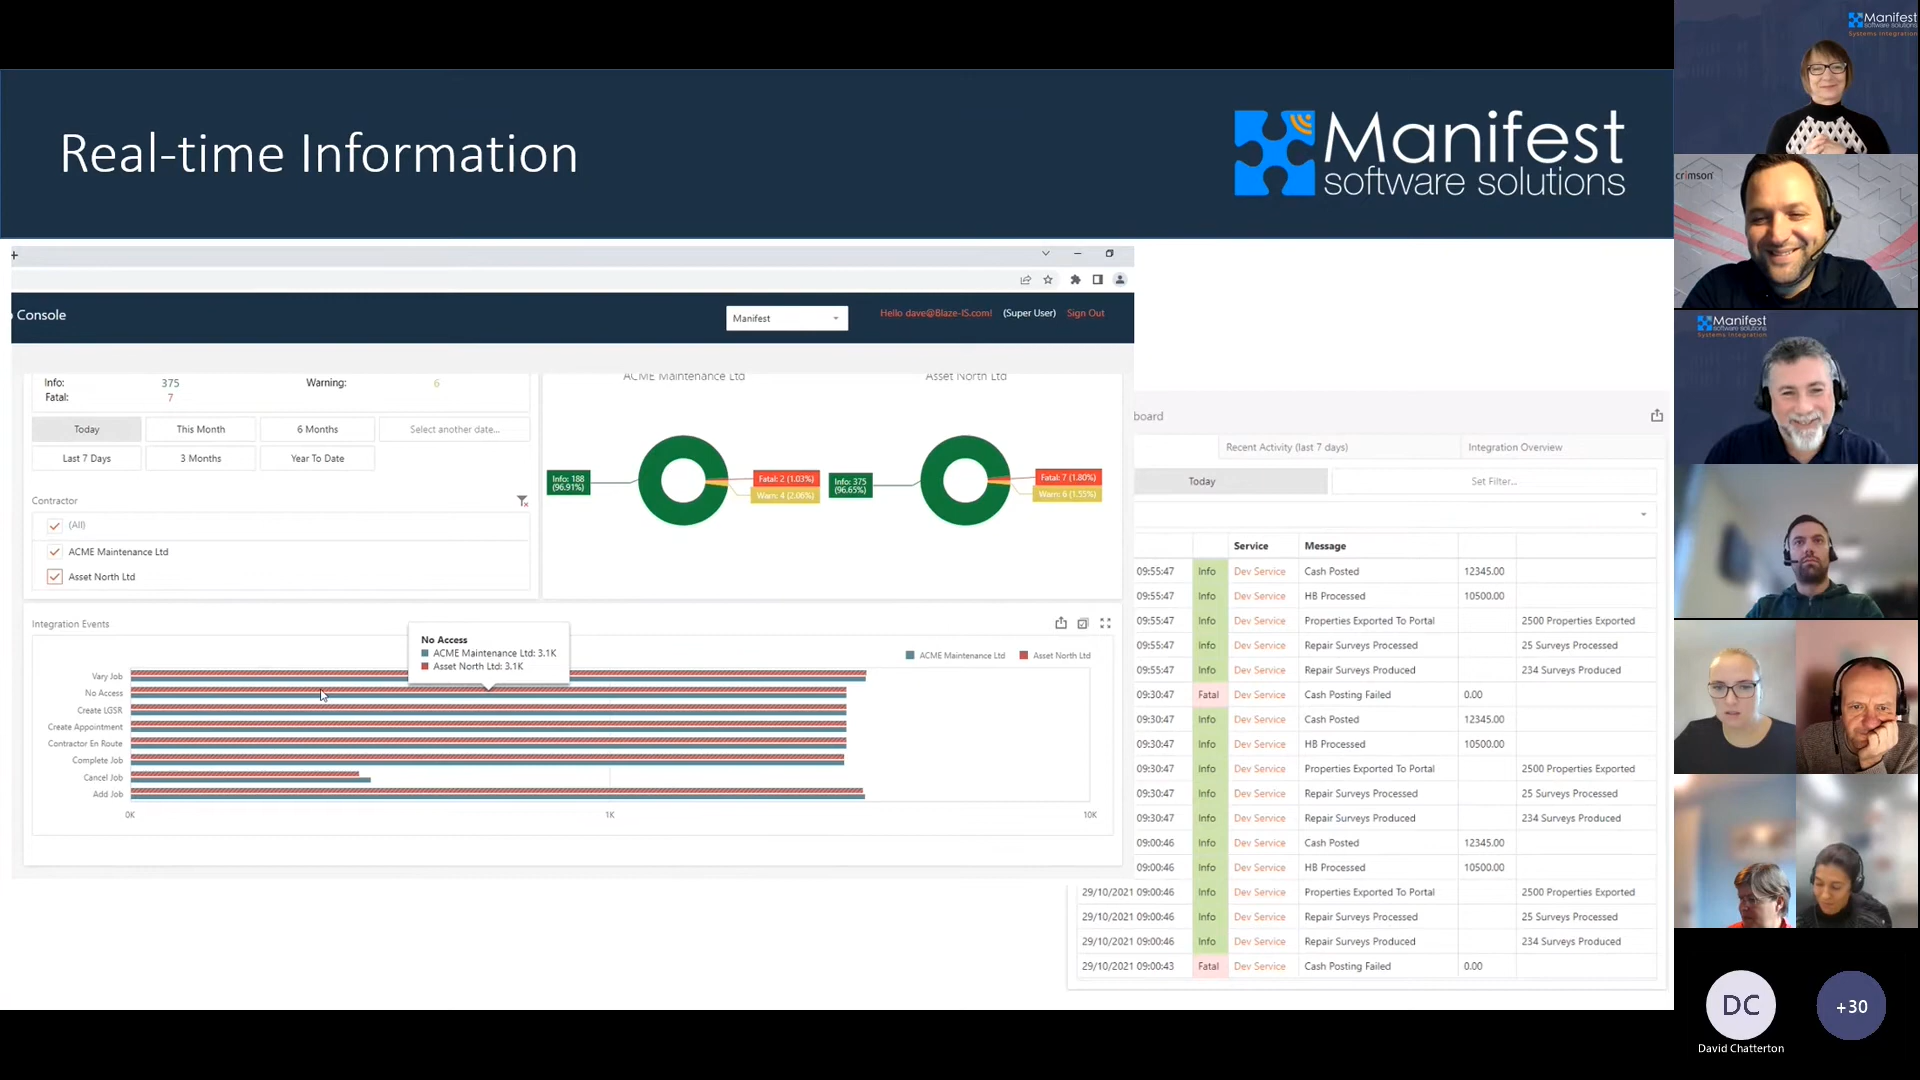 Real-time Information
Manifest
software solutions
Console
Manifest
Hello dave@Blaze-IS.com! (Super User) Sign Out
Info: 375 Warning: 6
Fatal: 7
Today This Month 6 Months Select another date...
Last 7 Days 3 Months Year To Date
Contractor
(All)
ACME Maintenance Ltd
Asset North Ltd
ACME Maintenance Ltd Asset North Ltd
Info: 188
(96.91%)
Fatal: 2 (1.03%)
Warn: 4 (2.06%)
Info: 375
(96.65%)
Fatal: 7 (1.80%)
Warn: 6 (1.55%)
Integration Events
No Access
ACME Maintenance Ltd: 3.1K
Asset North Ltd: 3.1K
ACME Maintenance Ltd Asset North Ltd
Vary Job
No Access
Create LGSR
Create Appointment
Contractor En Route
Complete Job
Cancel Job
Add Job
0K 1K 10K
board
Recent Activity (last 7 days) Integration Overview
Today Set Filter...
Service Message
09:55:47 Info Dev Service Cash Posted 12345.00
09:55:47 Info Dev Service HB Processed 10500.00
09:55:47 Info Dev Service Properties Exported To Portal 2500 Properties Exported
09:55:47 Info Dev Service Repair Surveys Processed 25 Surveys Processed
09:55:47 Info Dev Service Repair Surveys Produced 234 Surveys Produced
09:30:47 Fatal Dev Service Cash Posting Failed 0.00
09:30:47 Info Dev Service Cash Posted 12345.00
09:30:47 Info Dev Service HB Processed 10500.00
09:30:47 Info Dev Service Properties Exported To Portal 2500 Properties Exported
09:30:47 Info Dev Service Repair Surveys Processed 25 Surveys Processed
09:30:47 Info Dev Service Repair Surveys Produced 234 Surveys Produced
09:00:46 Info Dev Service Cash Posted 12345.00
09:00:46 Info Dev Service HB Processed 10500.00
29/10/2021 09:00:46 Info Dev Service Properties Exported To Portal 2500 Properties Exported
29/10/2021 09:00:46 Info Dev Service Repair Surveys Processed 25 Surveys Processed
29/10/2021 09:00:46 Info Dev Service Repair Surveys Produced 234 Surveys Produced
29/10/2021 09:00:43 Fatal Dev Service Cash Posting Failed 0.00
Manifest
software solutions
Systems Integration
crimson
Manifest
software solutions
Systems Integration
DC
+30
David Chatterton